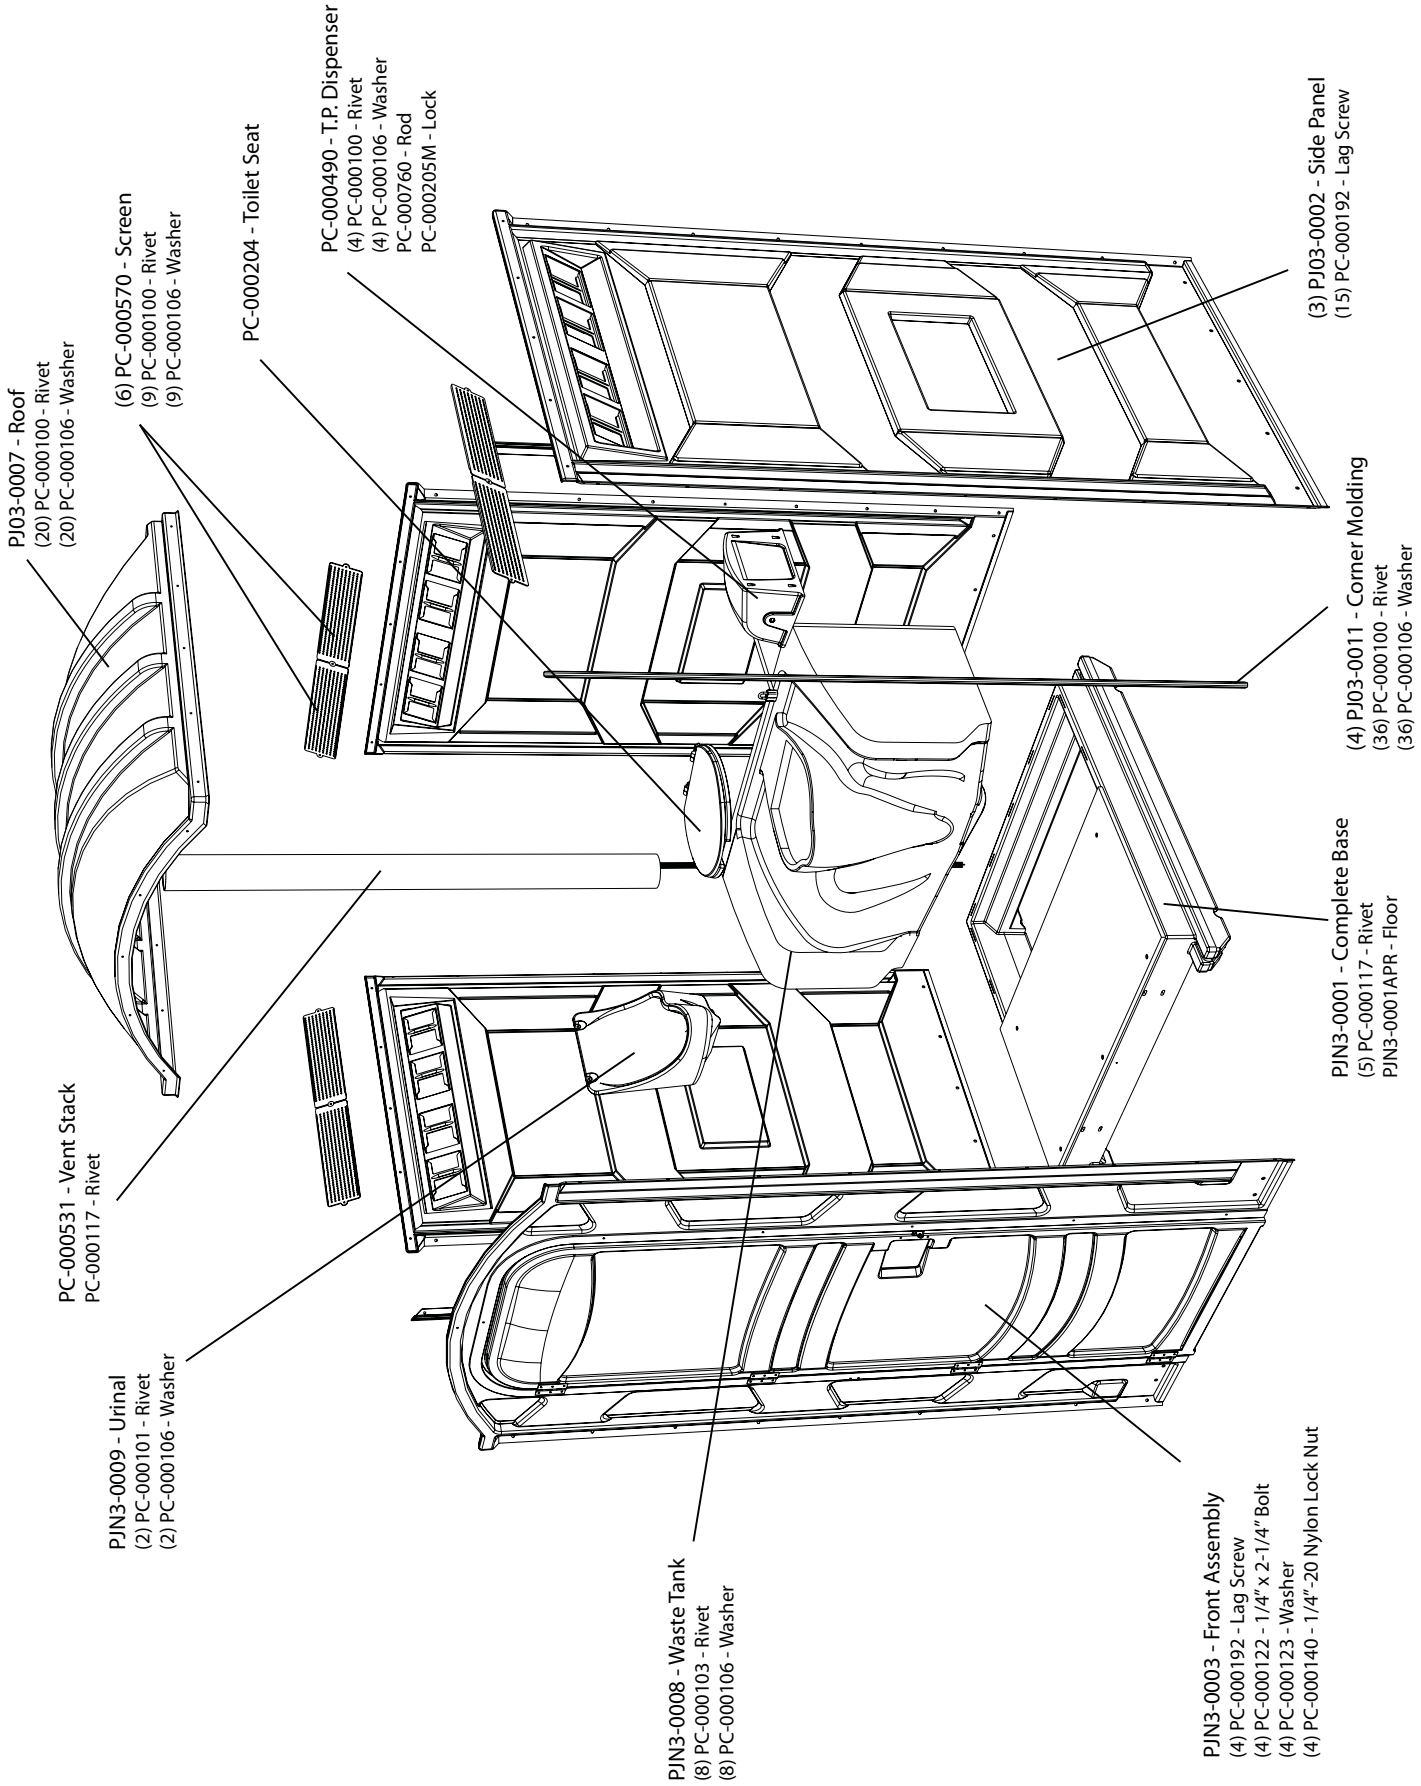 PJN3-0009 - Urinal
(2) PC-000101 - Rivet
(2) PC-000106 - Washer
PC-000531 - Vent Stack
PC-000117 - Rivet
PJ03-0007 - Roof
(20) PC-000100 - Rivet
(20) PC-000106 - Washer
(6) PC-000570 - Screen
(9) PC-000100 - Rivet
(9) PC-000106 - Washer
PC-000204 - Toilet Seat
PC-000490 - T.P. Dispenser
(4) PC-000100 - Rivet
(4) PC-000106 - Washer
PC-000760 - Rod
PC-000205M - Lock
PJN3-0008 - Waste Tank
(8) PC-000103 - Rivet
(8) PC-000106 - Washer
PJN3-0003 - Front Assembly
(4) PC-000192 - Lag Screw
(4) PC-000122 - 1/4” x 2-1/4” Bolt
(4) PC-000123 - Washer
(4) PC-000140 - 1/4”-20 Nylon Lock Nut
PJN3-0001 - Complete Base
(5) PC-000117 - Rivet
PJN3-0001APR - Floor
(4) PJ03-0011 - Corner Molding
(36) PC-000100 - Rivet
(36) PC-000106 - Washer
(3) PJ03-0002 - Side Panel
(15) PC-000192 - Lag Screw